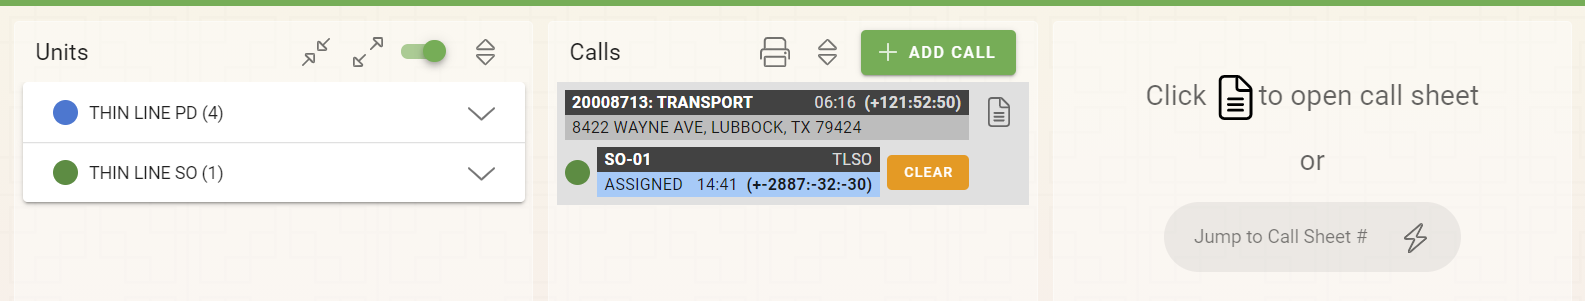 Units
THIN LINE PD (4)
THIN LINE SO (1)
Calls
ADD CALL
20008713: TRANSPORT 06:16 (+121:52:50)
8422 WAYNE AVE, LUBBOCK, TX 79424
SO-01 TLSO
ASSIGNED 14:41 (+-2887:-32:-30)
CLEAR
Click to open call sheet
or
Jump to Call Sheet #